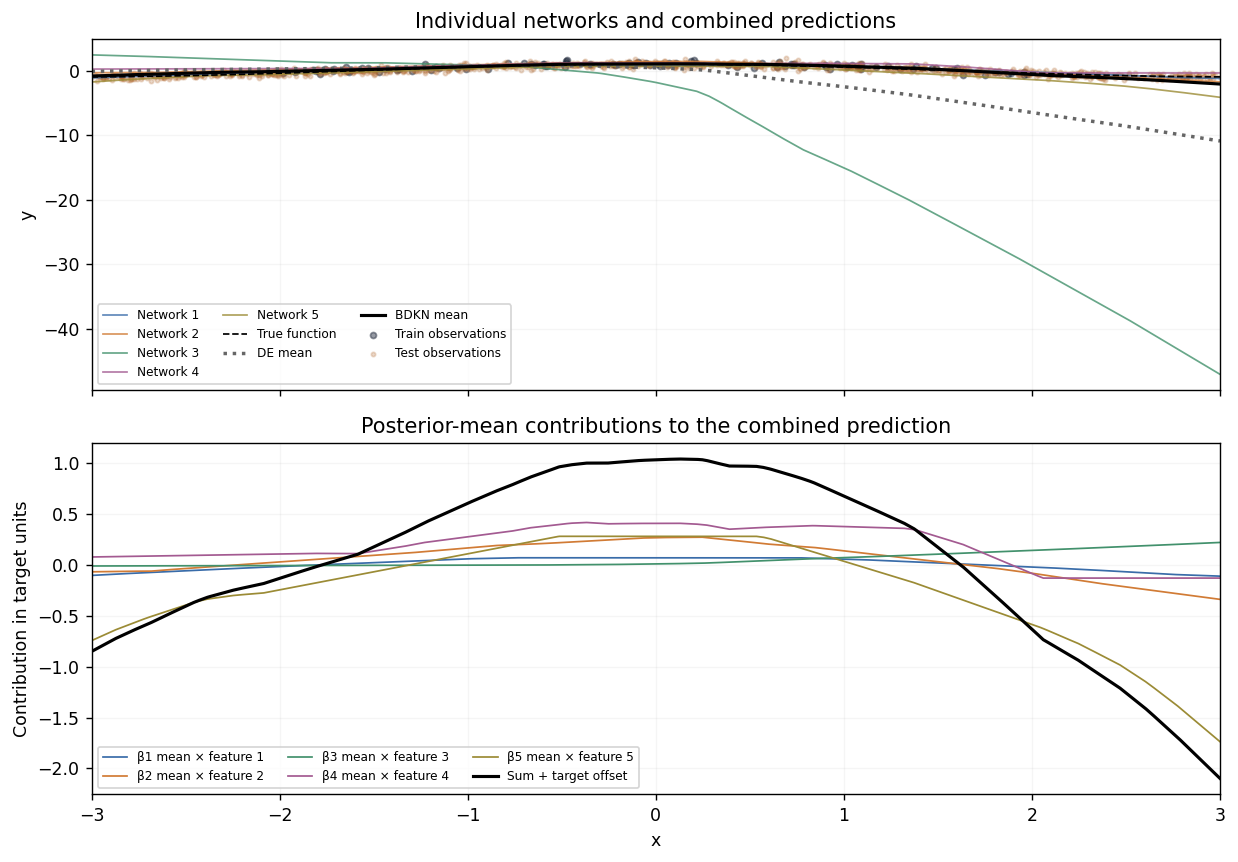 Individual networks and combined predictions
y
0
−10
−20
−30
−40
Network 1
Network 2
Network 3
Network 4
Network 5
True function
DE mean
BDKN mean
Train observations
Test observations
Posterior-mean contributions to the combined prediction
Contribution in target units
1.0
0.5
0.0
−0.5
−1.0
−1.5
−2.0
β1 mean × feature 1
β2 mean × feature 2
β3 mean × feature 3
β4 mean × feature 4
β5 mean × feature 5
Sum + target offset
−3
−2
−1
0
1
2
3
x